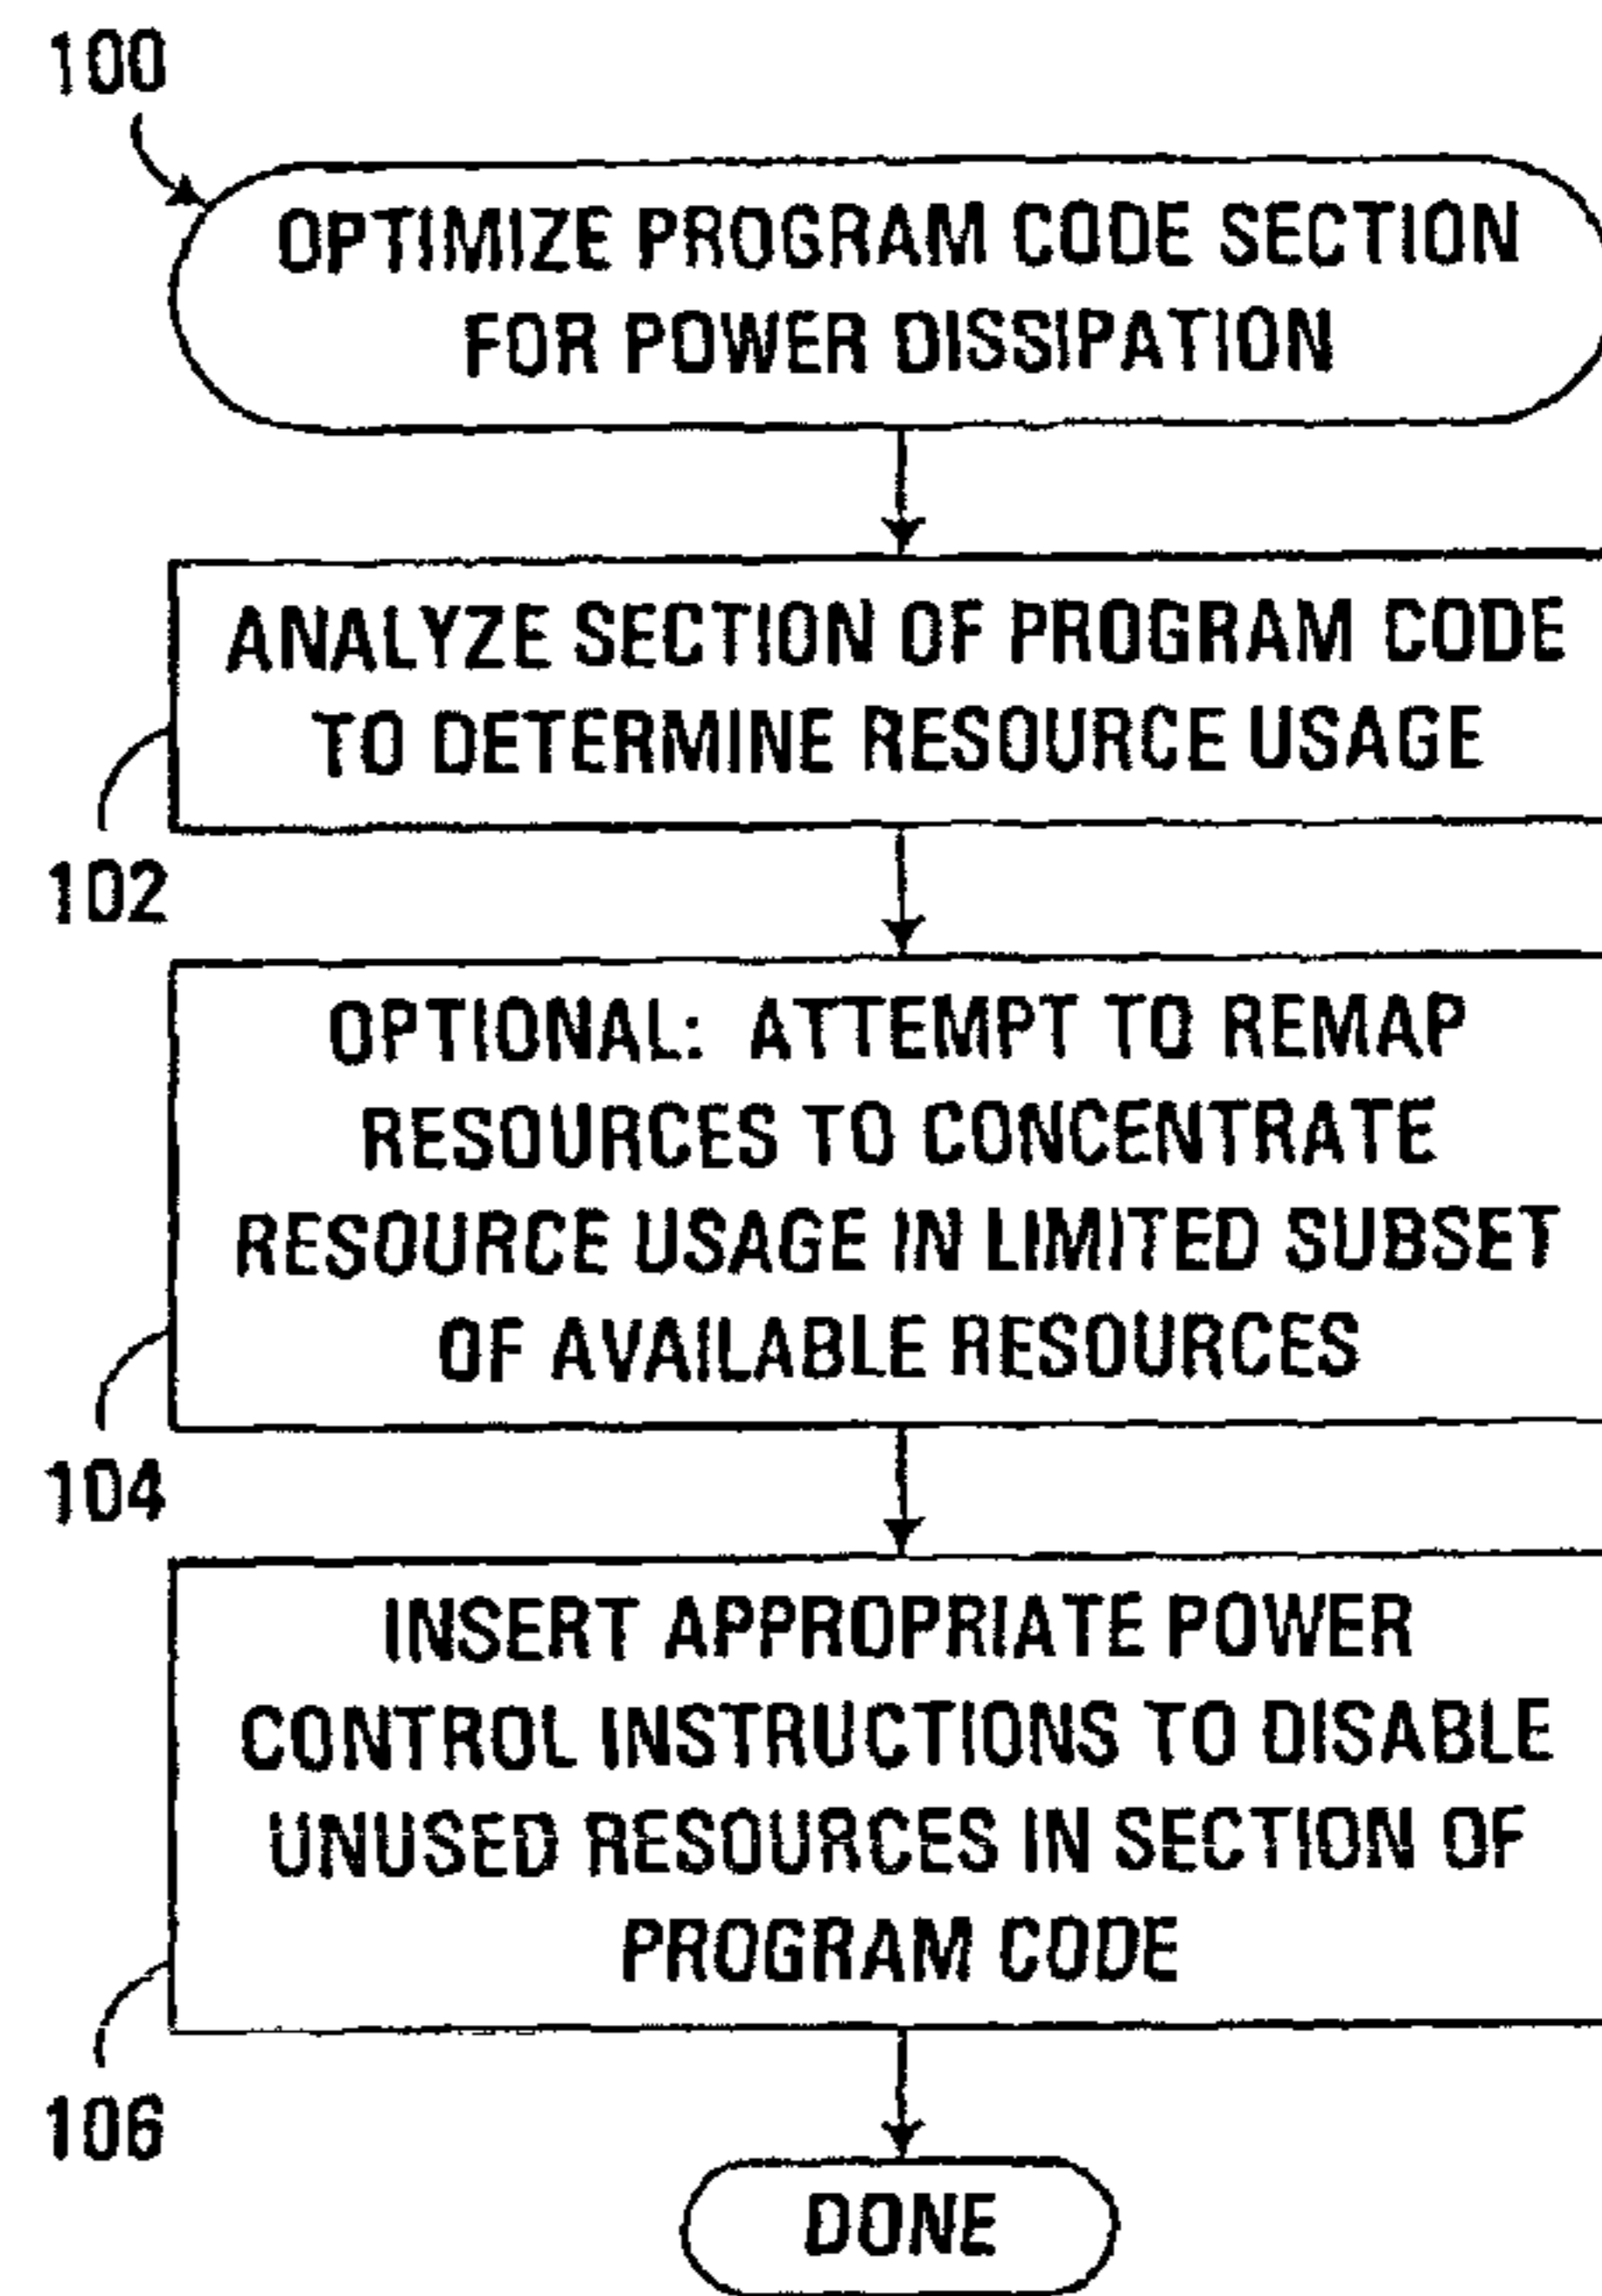 100
OPTIMIZE PROGRAM CODE SECTION
FOR POWER DISSIPATION
ANALYZE SECTION OF PROGRAM CODE
TO DETERMINE RESOURCE USAGE
102
OPTIONAL: ATTEMPT TO REMAP
RESOURCES TO CONCENTRATE
RESOURCE USAGE IN LIMITED SUBSET
OF AVAILABLE RESOURCES
104
INSERT APPROPRIATE POWER
CONTROL INSTRUCTIONS TO DISABLE
UNUSED RESOURCES IN SECTION OF
PROGRAM CODE
106
DONE